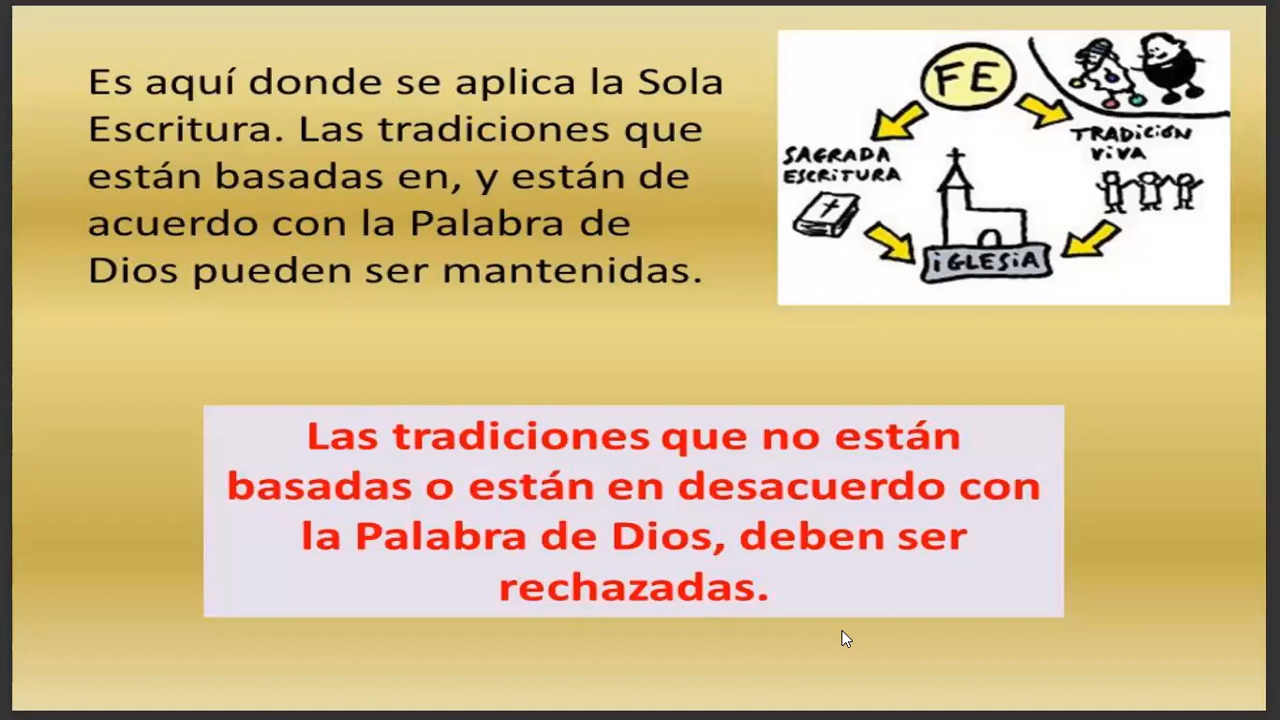 Es aquí donde se aplica la Sola
Escritura. Las tradiciones que
están basadas en, y están de
acuerdo con la Palabra de
Dios pueden ser mantenidas.
FE
SAGRADA
ESCRITURA
TRADICIÓN
VIVA
IGLESIA
Las tradiciones que no están
basadas o están en desacuerdo con
la Palabra de Dios, deben ser
rechazadas.